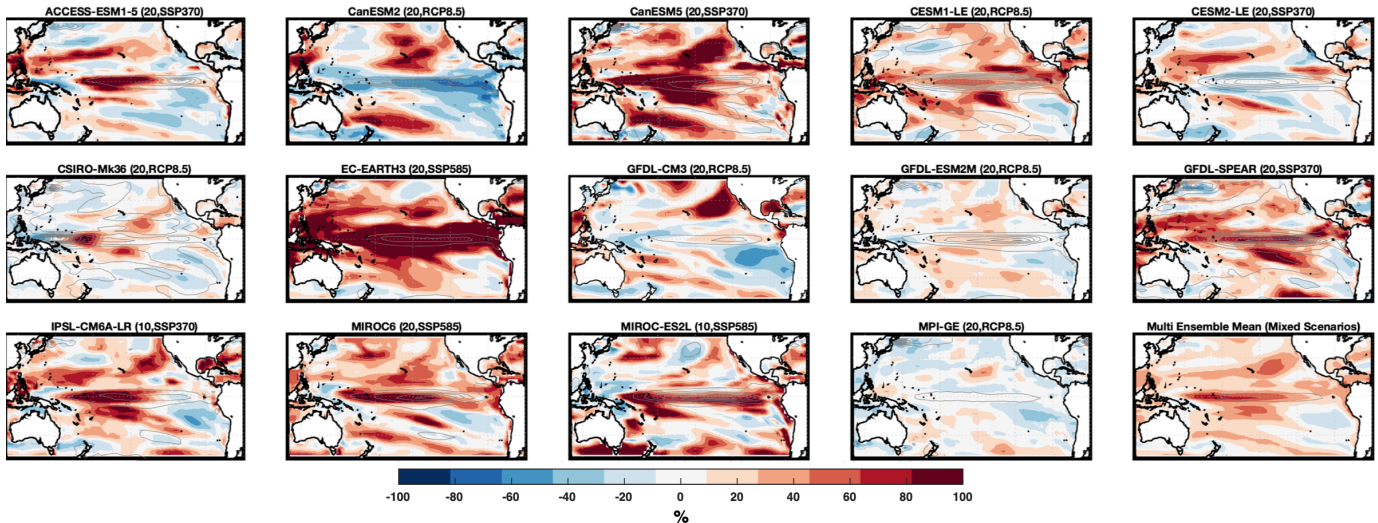 ACCESS-ESM1-5 (20,SSP370)
CanESM2 (20,RCP8.5)
CanESM5 (20,SSP370)
CESM1-LE (20,RCP8.5)
CESM2-LE (20,SSP370)
CSIRO-Mk36 (20,RCP8.5)
EC-EARTH3 (20,SSP585)
GFDL-CM3 (20,RCP8.5)
GFDL-ESM2M (20,RCP8.5)
GFDL-SPEAR (20,SSP370)
IPSL-CM6A-LR (10,SSP370)
MIROC6 (20,SSP585)
MIROC-ES2L (10,SSP585)
MPI-GE (20,RCP8.5)
Multi Ensemble Mean (Mixed Scenarios)
-100 -80 -60 -40 -20 0 20 40 60 80 100
%